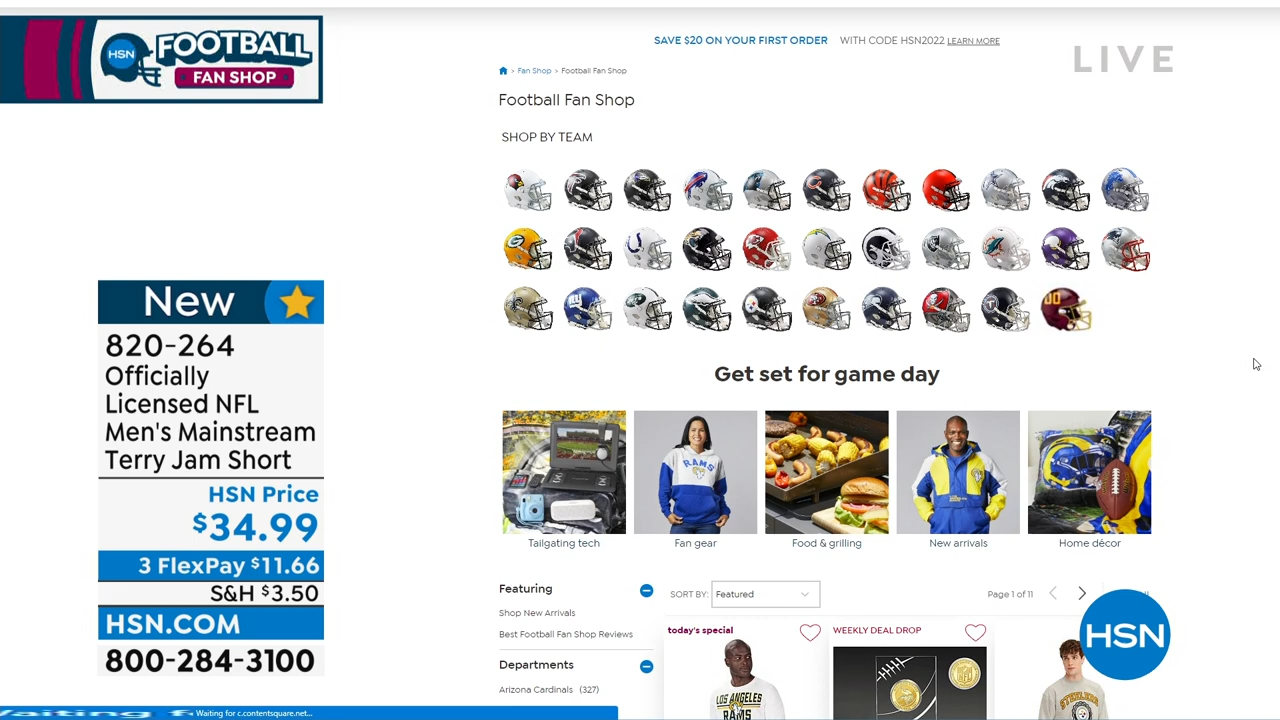 HSN
FOOTBALL
FAN SHOP
SAVE $20 ON YOUR FIRST ORDER WITH CODE HSN2022 LEARN MORE
LIVE
> Fan Shop > Football Fan Shop
Football Fan Shop
SHOP BY TEAM
Get set for game day
RAMS
Tailgating tech
Fan gear
Food & grilling
New arrivals
Home décor
New
820-264
Officially
Licensed NFL
Men's Mainstream
Terry Jam Short
HSN Price
$34.99
3 FlexPay $11.66
S&H $3.50
HSN.COM
800-284-3100
Featuring
Shop New Arrivals
Best Football Fan Shop Reviews
Departments
Arizona Cardinals (327)
SORT BY: Featured
Page 1 of 11
today's special
WEEKLY DEAL DROP
LOS ANGELES
RAMS
STEELERS
HSN
Waiting for c.contentsquare.net...